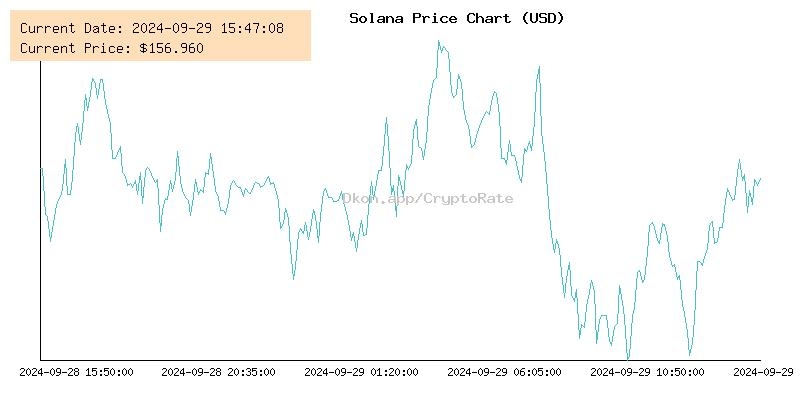 Solana Price Chart (USD)
Current Date: 2024-09-29 15:47:08
Current Price: $156.960
Okon.app/CryptoRate
2024-09-28 15:50:00 2024-09-28 20:35:00 2024-09-29 01:20:00 2024-09-29 06:05:00 2024-09-29 10:50:00 2024-09-29